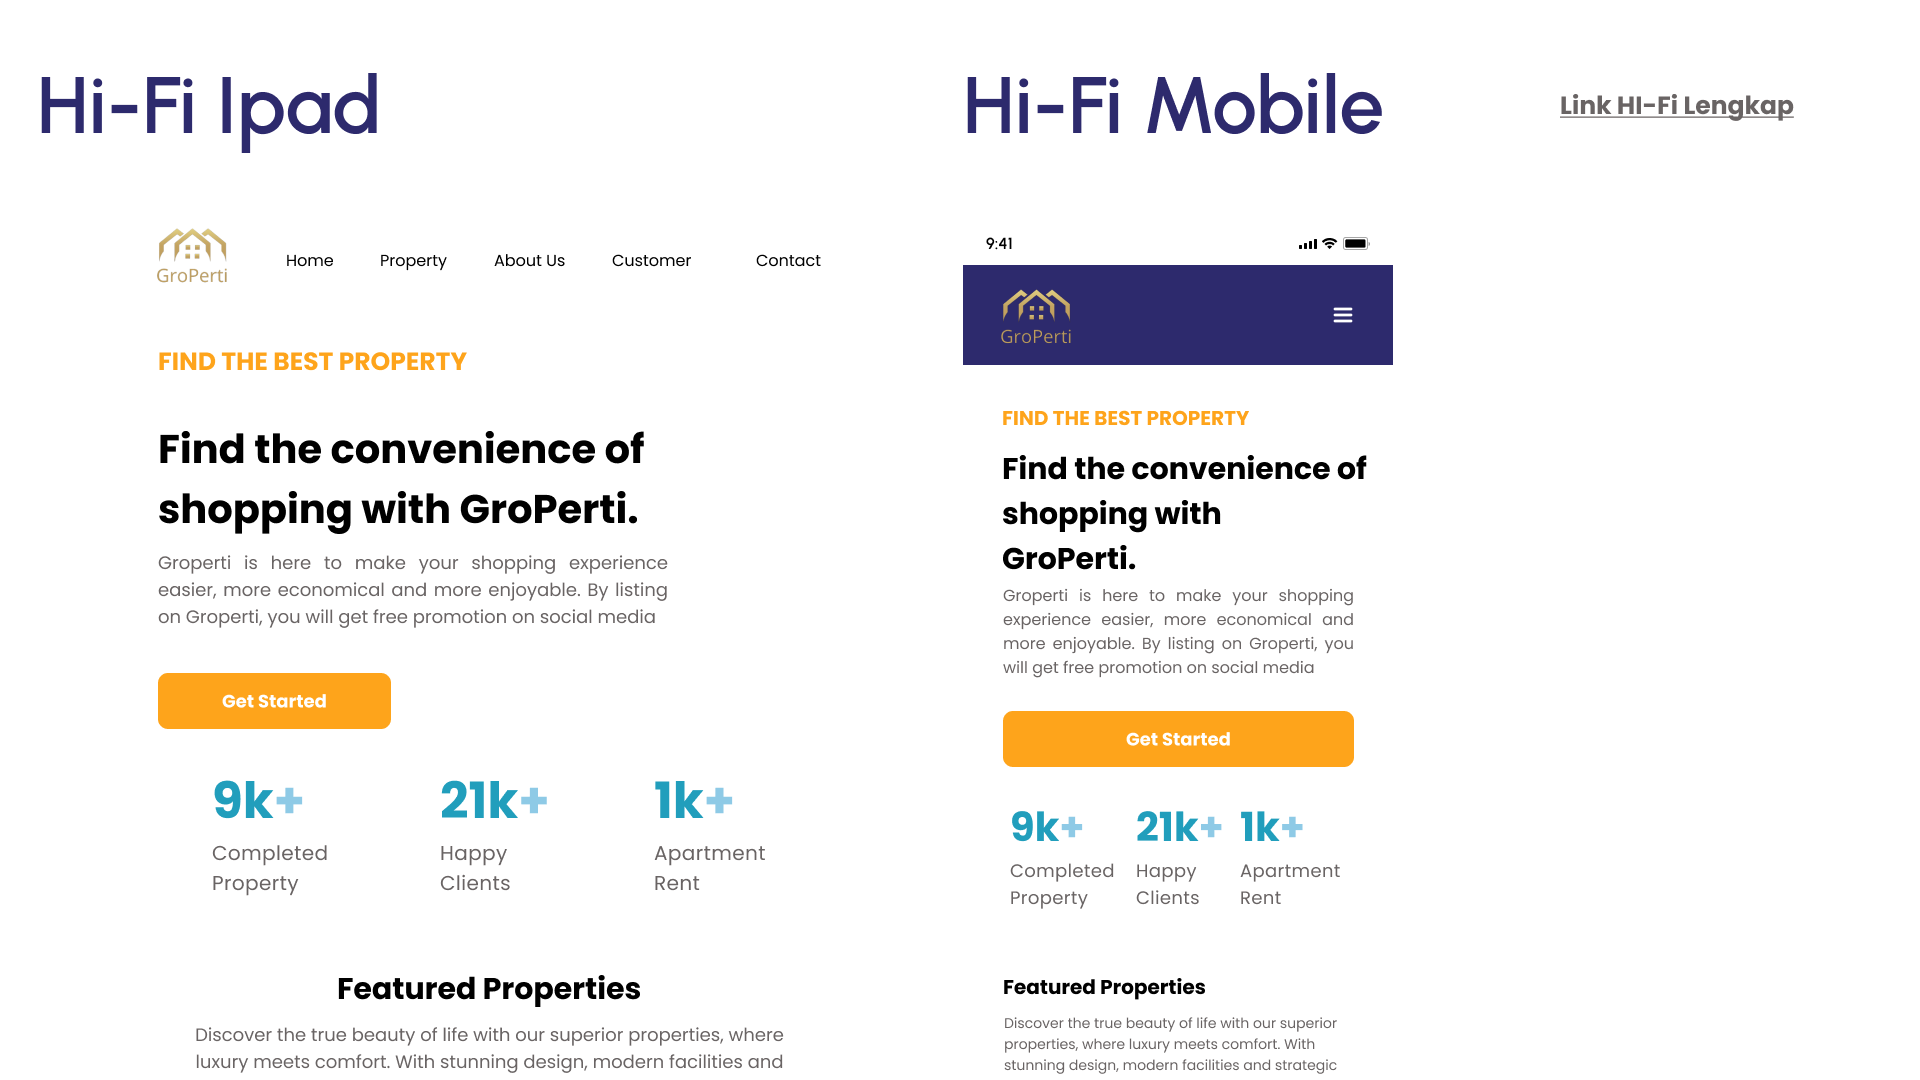 Hi-Fi Ipad
GroPerti
Home Property About Us Customer Contact
FIND THE BEST PROPERTY
Find the convenience of
shopping with GroPerti.
Groperti is here to make your shopping experience
easier, more economical and more enjoyable. By listing
on Groperti, you will get free promotion on social media
Get Started
9k+ 21k+ 1k+
Completed Happy Apartment
Property Clients Rent
Featured Properties
Discover the true beauty of life with our superior properties, where
luxury meets comfort. With stunning design, modern facilities and
Hi-Fi Mobile
Link HI-Fi Lengkap
9:41
GroPerti
FIND THE BEST PROPERTY
Find the convenience of
shopping with
GroPerti.
Groperti is here to make your shopping
experience easier, more economical and
more enjoyable. By listing on Groperti, you
will get free promotion on social media
Get Started
9k+ 21k+ 1k+
Completed Happy Apartment
Property Clients Rent
Featured Properties
Discover the true beauty of life with our superior
properties, where luxury meets comfort. With
stunning design, modern facilities and strategic